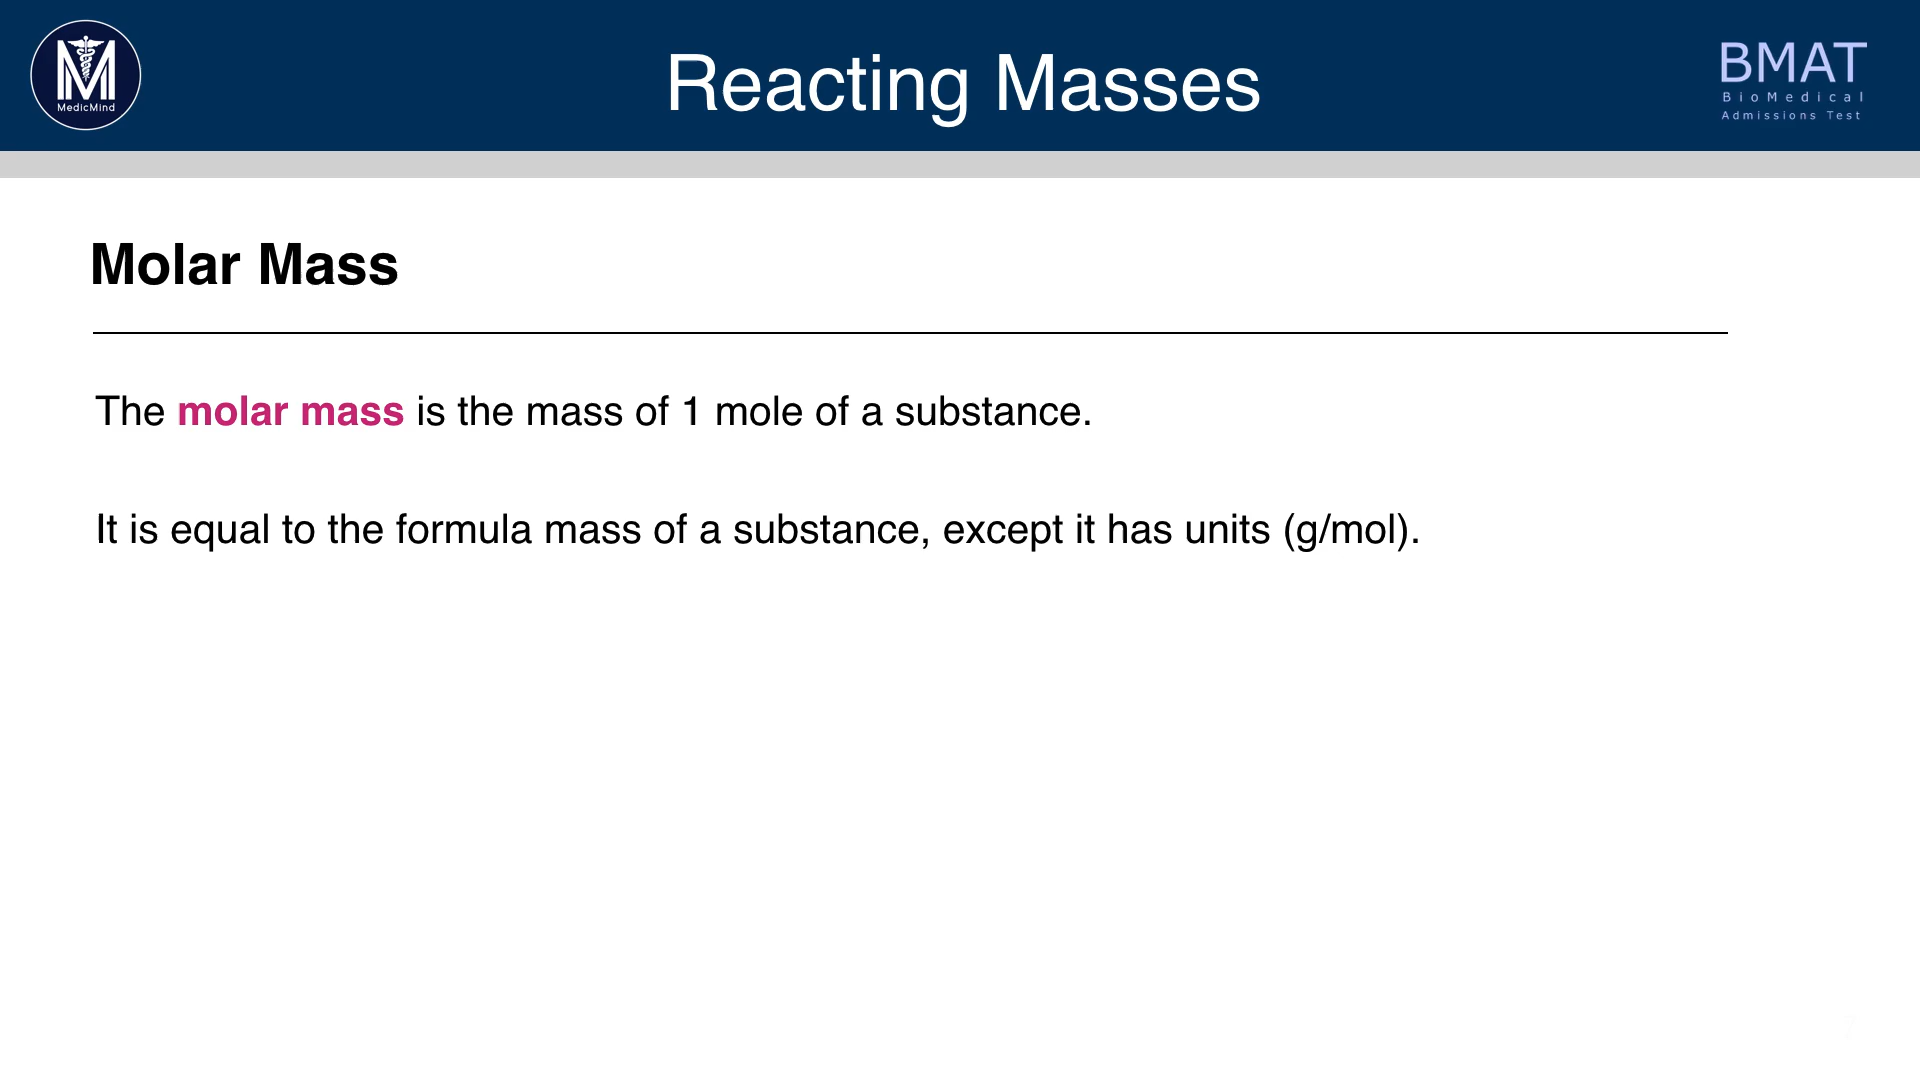 MedicMind
Reacting Masses
BMAT
BioMedical
Admissions Test
Molar Mass
The molar mass is the mass of 1 mole of a substance.
It is equal to the formula mass of a substance, except it has units (g/mol).